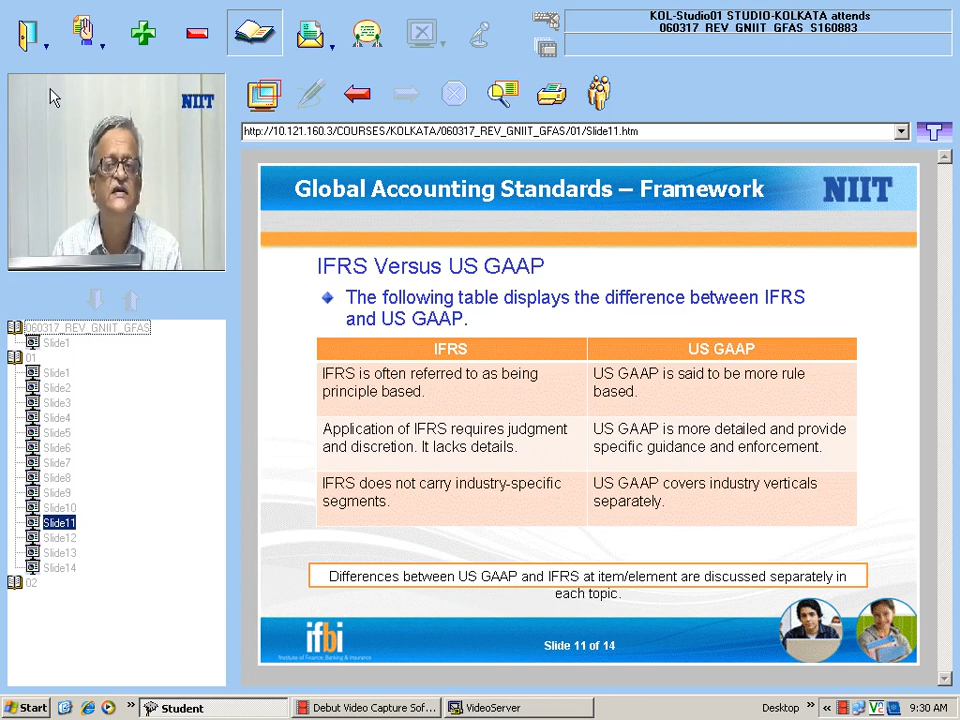 KOL-Studio01 STUDIO-KOLKATA attends
060317_REV_GNIIT_GFAS_S160883
NIIT
http://10.121.160.3/COURSES/KOLKATA/060317_REV_GNIIT_GFAS/01/Slide11.htm
T
Global Accounting Standards – Framework
NIIT
IFRS Versus US GAAP
The following table displays the difference between IFRS
and US GAAP.
IFRS
US GAAP
IFRS is often referred to as being
principle based.
US GAAP is said to be more rule
based.
Application of IFRS requires judgment
and discretion. It lacks details.
US GAAP is more detailed and provide
specific guidance and enforcement.
IFRS does not carry industry-specific
segments.
US GAAP covers industry verticals
separately.
Differences between US GAAP and IFRS at item/element are discussed separately in
each topic.
ifbi
Institute of Finance, Banking & Insurance
Slide 11 of 14
060317_REV_GNIIT_GFAS
Slide1
01
Slide1
Slide2
Slide3
Slide4
Slide5
Slide6
Slide7
Slide8
Slide9
Slide10
Slide11
Slide12
Slide13
Slide14
02
Start
Student
Debut Video Capture Sof...
VideoServer
Desktop
9:30 AM